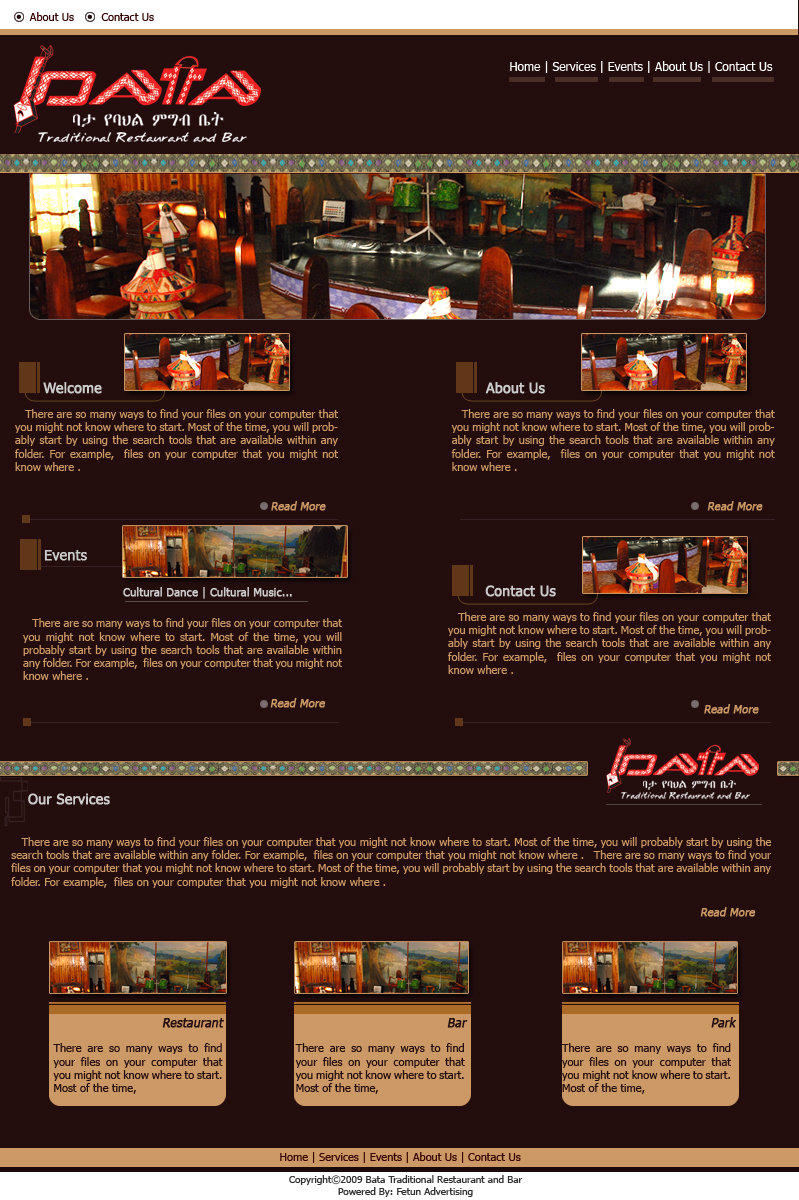 About Us Contact Us
Home | Services | Events | About Us | Contact Us
bata
ባታ የባህል ምግብ ቤት
Traditional Restaurant and Bar
Welcome
There are so many ways to find your files on your computer that
you might not know where to start. Most of the time, you will prob-
ably start by using the search tools that are available within any
folder. For example, files on your computer that you might not
know where .
Read More
About Us
There are so many ways to find your files on your computer that
you might not know where to start. Most of the time, you will prob-
ably start by using the search tools that are available within any
folder. For example, files on your computer that you might not
know where .
Read More
Events
Cultural Dance | Cultural Music...
There are so many ways to find your files on your computer that
you might not know where to start. Most of the time, you will
probably start by using the search tools that are available within
any folder. For example, files on your computer that you might not
know where .
Read More
Contact Us
There are so many ways to find your files on your computer that
you might not know where to start. Most of the time, you will prob-
ably start by using the search tools that are available within any
folder. For example, files on your computer that you might not
know where .
Read More
bata
ባታ የባህል ምግብ ቤት
Traditional Restaurant and Bar
Our Services
There are so many ways to find your files on your computer that you might not know where to start. Most of the time, you will probably start by using the
search tools that are available within any folder. For example, files on your computer that you might not know where . There are so many ways to find your
files on your computer that you might not know where to start. Most of the time, you will probably start by using the search tools that are available within any
folder. For example, files on your computer that you might not know where .
Read More
Restaurant
There are so many ways to find
your files on your computer that
you might not know where to start.
Most of the time,
Bar
There are so many ways to find
your files on your computer that
you might not know where to start.
Most of the time,
Park
There are so many ways to find
your files on your computer that
you might not know where to start.
Most of the time,
Home | Services | Events | About Us | Contact Us
Copyright©2009 Bata Traditional Restaurant and Bar
Powered By: Fetun Advertising